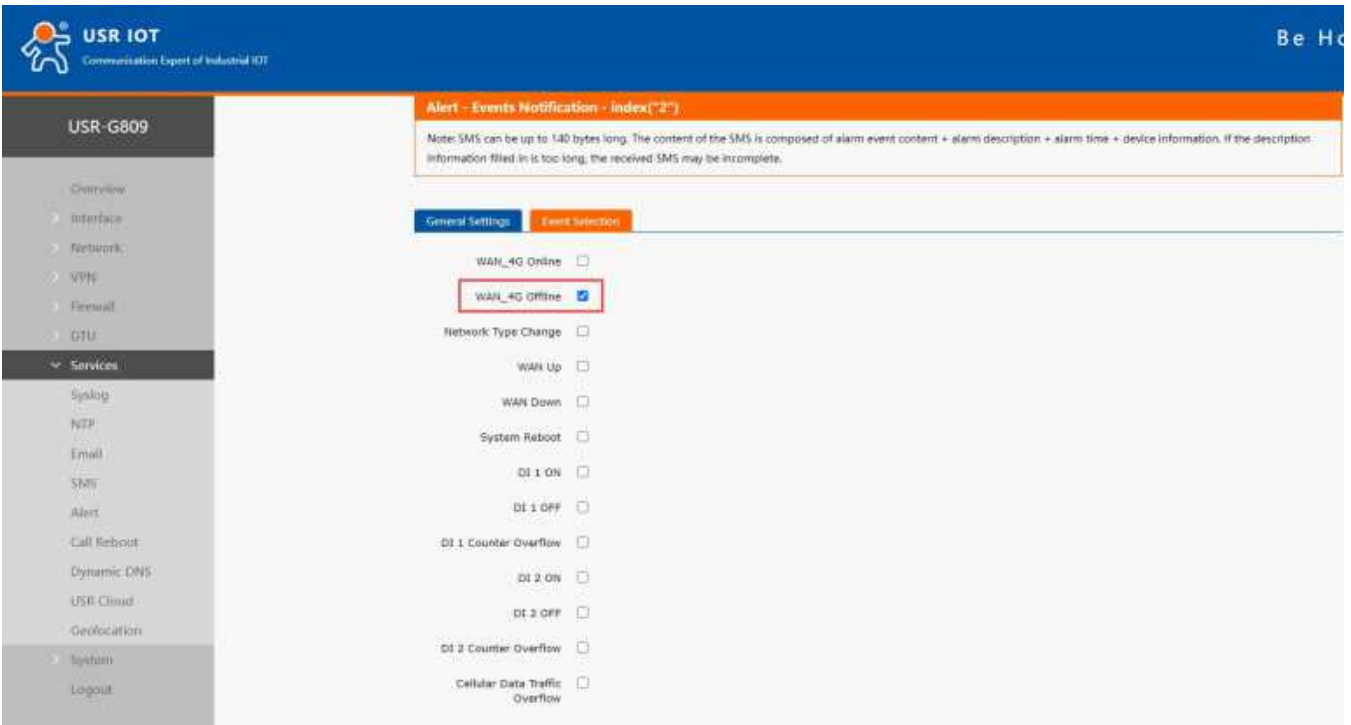 USR IOT
Communication Expert of Industrial IOT
Be Ho
USR-G809
Overview
Interface
Network
VPN
Firewall
DTU
Services
Syslog
NTP
Email
SMS
Alert
Call Reboot
Dynamic DNS
USR Cloud
Geofocation
System
Logout
Alert - Events Notification - index("2")
Note: SMS can be up to 140 bytes long. The content of the SMS is composed of alarm event content + alarm description + alarm time + device information. If the description
information filled in is too long, the received SMS may be incomplete.
General Settings
Event Selection
WAN_4G Online
WAN_4G Offline
Network Type Change
WAN Up
WAN Down
System Reboot
DI 1 ON
DI 1 OFF
DI 1 Counter Overflow
DI 2 ON
DI 2 OFF
DI 2 Counter Overflow
Cellular Data Traffic
Overflow